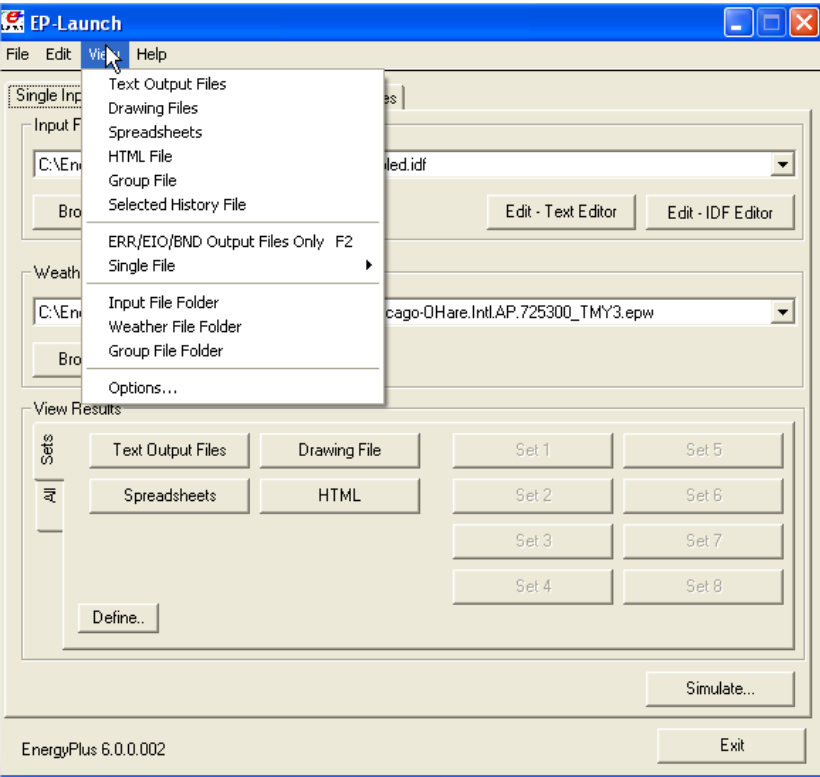 EP-Launch
File Edit View Help
Text Output Files
Drawing Files
Spreadsheets
HTML File
Group File
Selected History File
ERR/EIO/BND Output Files Only F2
Single File
Input File Folder
Weather File Folder
Group File Folder
Options...
Single Inp
es
Input F
C:\En
led.idf
Bro
Edit - Text Editor
Edit - IDF Editor
Weath
C:\En
cago-OHare.Intl.AP.725300_TMY3.epw
Bro
View Results
Sets
All
Text Output Files
Drawing File
Set 1
Set 5
Spreadsheets
HTML
Set 2
Set 6
Set 3
Set 7
Set 4
Set 8
Define..
Simulate...
EnergyPlus 6.0.0.002
Exit